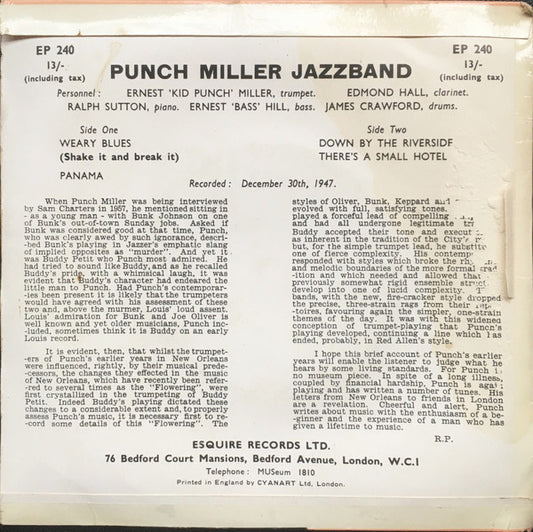 EP 240
13/-
(including tax)
EP 240
13/-
(including tax)
PUNCH MILLER JAZZBAND
Personnel : ERNEST 'KID PUNCH' MILLER, trumpet. EDMOND HALL, clarinet.
RALPH SUTTON, piano. ERNEST 'BASS' HILL, bass. JAMES CRAWFORD, drums.
Side One
WEARY BLUES
(Shake it and break it)
PANAMA
Side Two
DOWN BY THE RIVERSIDE
THERE'S A SMALL HOTEL
Recorded : December 30th, 1947.
When Punch Miller was being interviewed
by Sam Charters in 1957, he mentioned sitting in
- as a young man - with Bunk Johnson on one
of Bunk's out-of-town Sunday jobs. Asked if
Bunk was considered good at that time, Punch,
who was clearly awed by such ignorance, descri-
-bed Bunk's playing in Jazzer's emphatic slang
of implied opposites as "murder". And yet it
was Buddy Petit who Punch most admired. He
had tried to sound like Buddy, and as he recalled
Buddy's pride, with a whimsical laugh, it was
evident that Buddy's character had endeared the
little man to Punch. Had Punch's contemporar-
-ies been present it is likely that the trumpeters
would have agreed with his assessment of these
two and, above the murmer, Louis' loud assent.
Louis' admiration for Bunk and Joe Oliver is
well known and yet older musicians, Punch inc-
-luded, sometimes think it is Buddy on an early
Louis record.
It is evident, then, that whilst the trumpet-
-ers of Punch's earlier years in New Orleans
were influenced, rightly, by their musical prede-
-cessors, the changes they effected in the music
of New Orleans, which have recently been refer-
-red to several times as the "Flowering", were
first crystallized in the trumpeting of Buddy
Petit. Indeed Buddy's playing dictated these
changes to a considerable extent and, to properly
assess Punch's music, it is necessary first to re-
-cord some details of this "Flowering". The
styles of Oliver, Bunk, Keppard and
evolved with full, satisfying tones.
played a forceful lead of compelling
and had all undergone legitimate
Buddy accepted their tone and
as inherent in the tradition of the City's
but, for the simple trumpet lead, he
one of fierce complexity. His
responded with styles which broke the
and melodic boundaries of the more formal
-ition and which needed and allowed that
previously somewhat rigid ensemble
develop into one of lucid complexity.
bands, with the new, fire-cracker style dropped
the precise, three-strain rags from their
-toires, favouring again the simpler, one-strain
themes of the day. It was with this widened
conception of trumpet-playing that Punch's
playing developed, continuing a line which has
ended, probably, in Red Allen's style.
I hope this brief account of Punch's earlier
years will enable the listener to judge what he
hears by some living standards. For Punch is
no museum piece. In spite of a long illness,
coupled by financial hardship, Punch is again
playing and has written a number of tunes. His
letters from New Orleans to friends in London
are a revelation. Cheerful and alert, Punch
writes about music with the enthusiasm of a be-
-ginner and the experience of a man who has
given a lifetime to music.
R.P.
ESQUIRE RECORDS LTD.
76 Bedford Court Mansions, Bedford Avenue, London, W.C.1
Telephone : MUSeum 1810
Printed in England by CYANART Ltd, London.